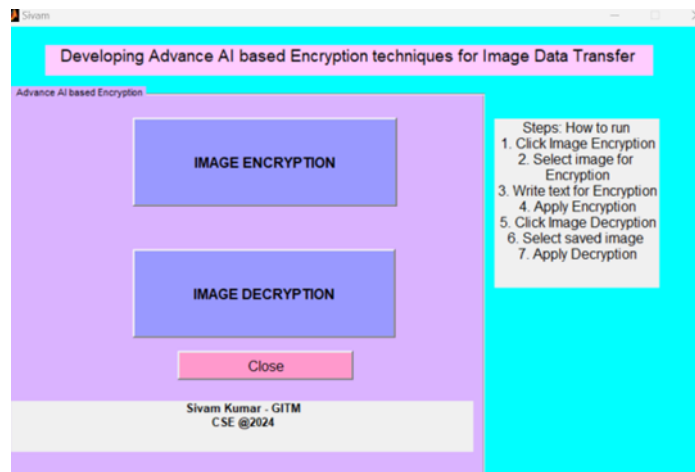 Sivam
Developing Advance AI based Encryption techniques for Image Data Transfer
Advance AI based Encryption
IMAGE ENCRYPTION
IMAGE DECRYPTION
Close
Sivam Kumar - GITM
CSE @2024
Steps: How to run
1. Click Image Encryption
2. Select image for
Encryption
3. Write text for Encryption
4. Apply Encryption
5. Click Image Decryption
6. Select saved image
7. Apply Decryption